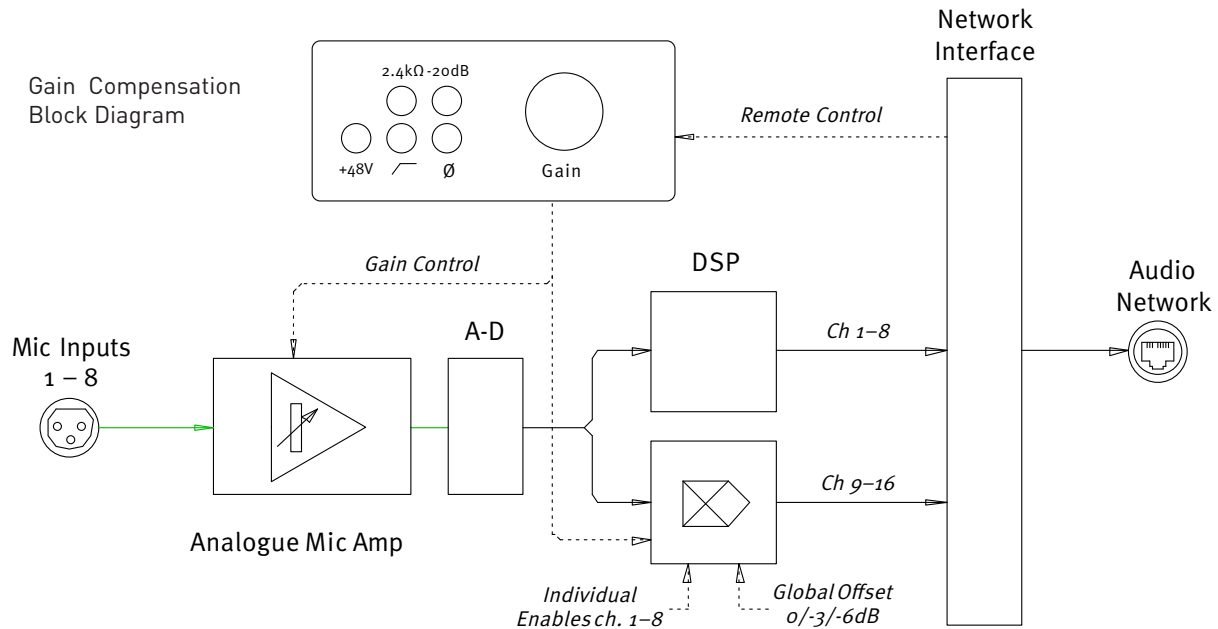 Network
Interface
Gain Compensation
Block Diagram
2.4kΩ -20dB
+48V
Ø
Gain
Remote Control
Gain Control
DSP
Audio
Network
A-D
Ch 1–8
Mic Inputs
1 – 8
Ch 9–16
Analogue Mic Amp
Individual
Enables ch. 1–8
Global Offset
0/-3/-6dB